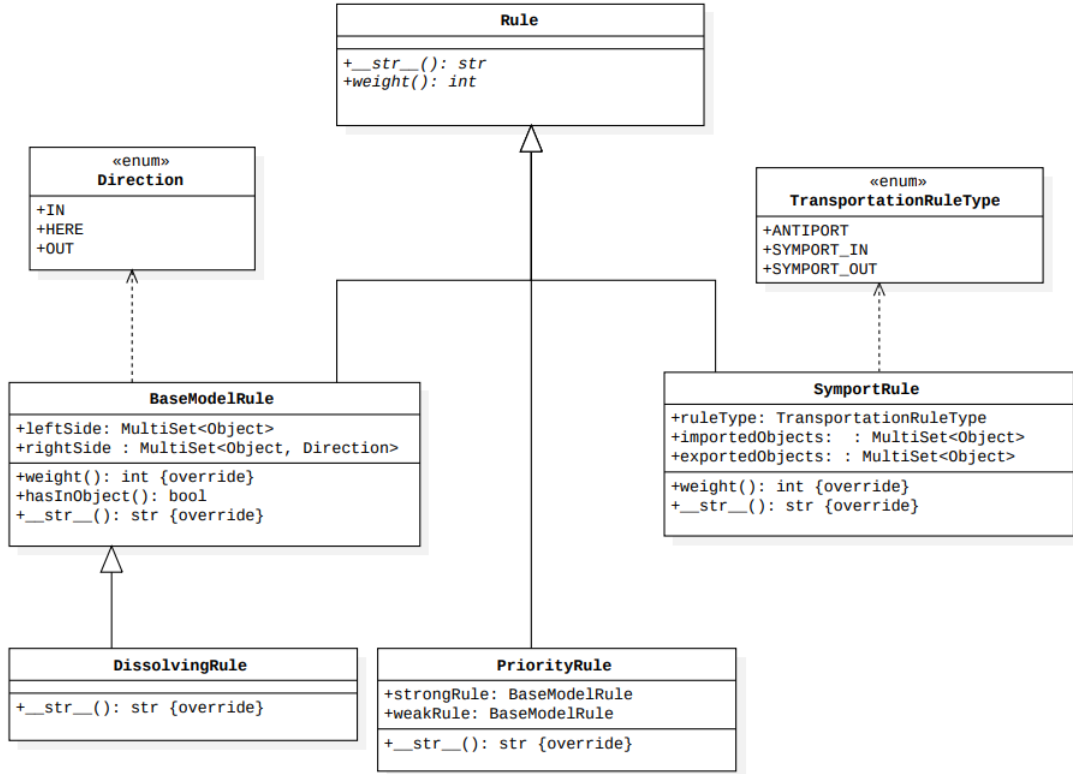 Rule
+__str__(): str
+weight(): int
«enum»
Direction
+IN
+HERE
+OUT
«enum»
TransportationRuleType
+ANTIPORT
+SYMPORT_IN
+SYMPORT_OUT
BaseModelRule
+leftSide: MultiSet<Object>
+rightSide : MultiSet<Object, Direction>
+weight(): int {override}
+hasInObject(): bool
+__str__(): str {override}
SymportRule
+ruleType: TransportationRuleType
+importedObjects:  : MultiSet<Object>
+exportedObjects: : MultiSet<Object>
+weight(): int {override}
+__str__(): str {override}
DissolvingRule
+__str__(): str {override}
PriorityRule
+strongRule: BaseModelRule
+weakRule: BaseModelRule
+__str__(): str {override}